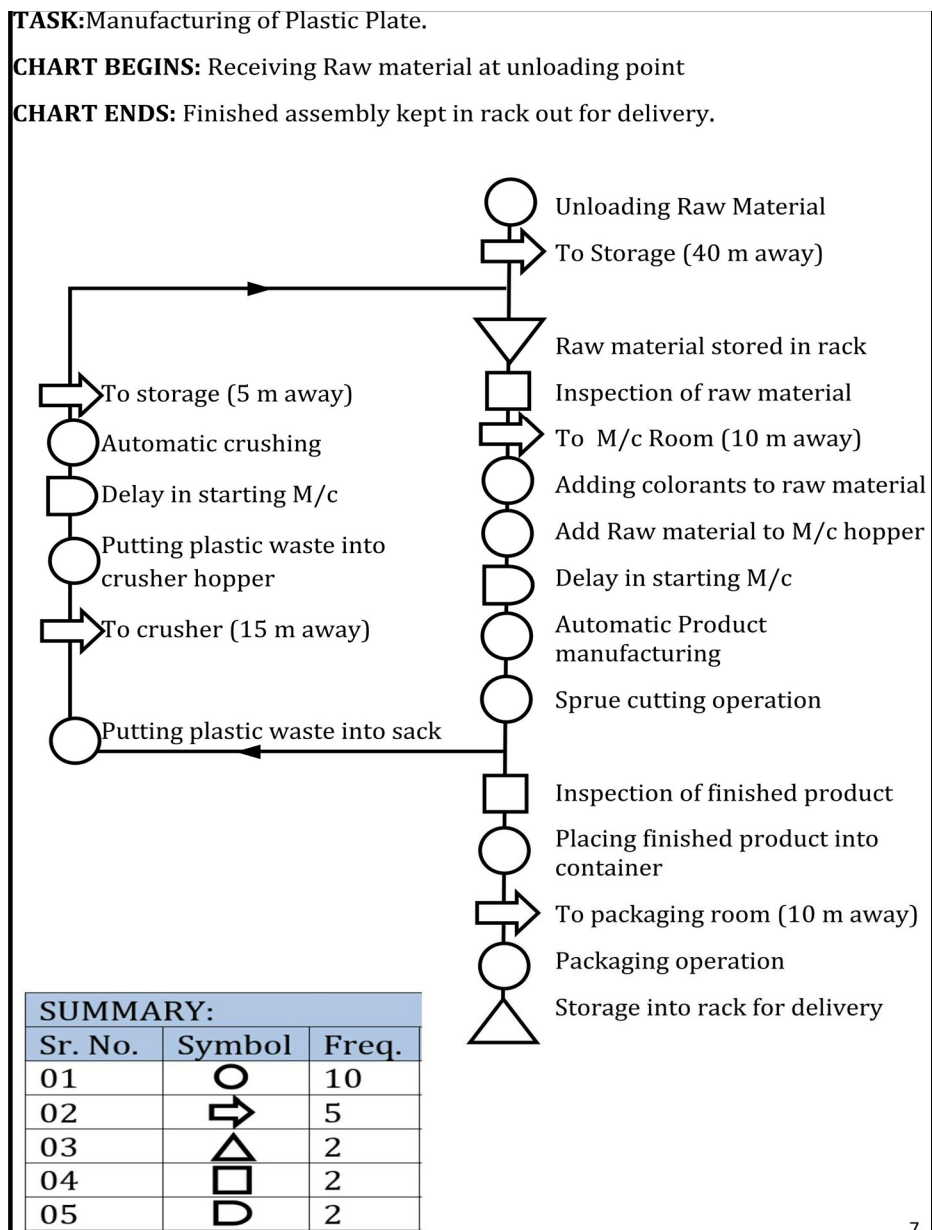 TASK:Manufacturing of Plastic Plate.
CHART BEGINS: Receiving Raw material at unloading point
CHART ENDS: Finished assembly kept in rack out for delivery.
Unloading Raw Material
To Storage (40 m away)
Raw material stored in rack
Inspection of raw material
To M/c Room (10 m away)
Adding colorants to raw material
Add Raw material to M/c hopper
Delay in starting M/c
Automatic Product
manufacturing
Sprue cutting operation
To storage (5 m away)
Automatic crushing
Delay in starting M/c
Putting plastic waste into
crusher hopper
To crusher (15 m away)
Putting plastic waste into sack
Inspection of finished product
Placing finished product into
container
To packaging room (10 m away)
Packaging operation
Storage into rack for delivery
SUMMARY:
Sr. No. Symbol Freq.
01 10
02 5
03 2
04 2
05 2
7